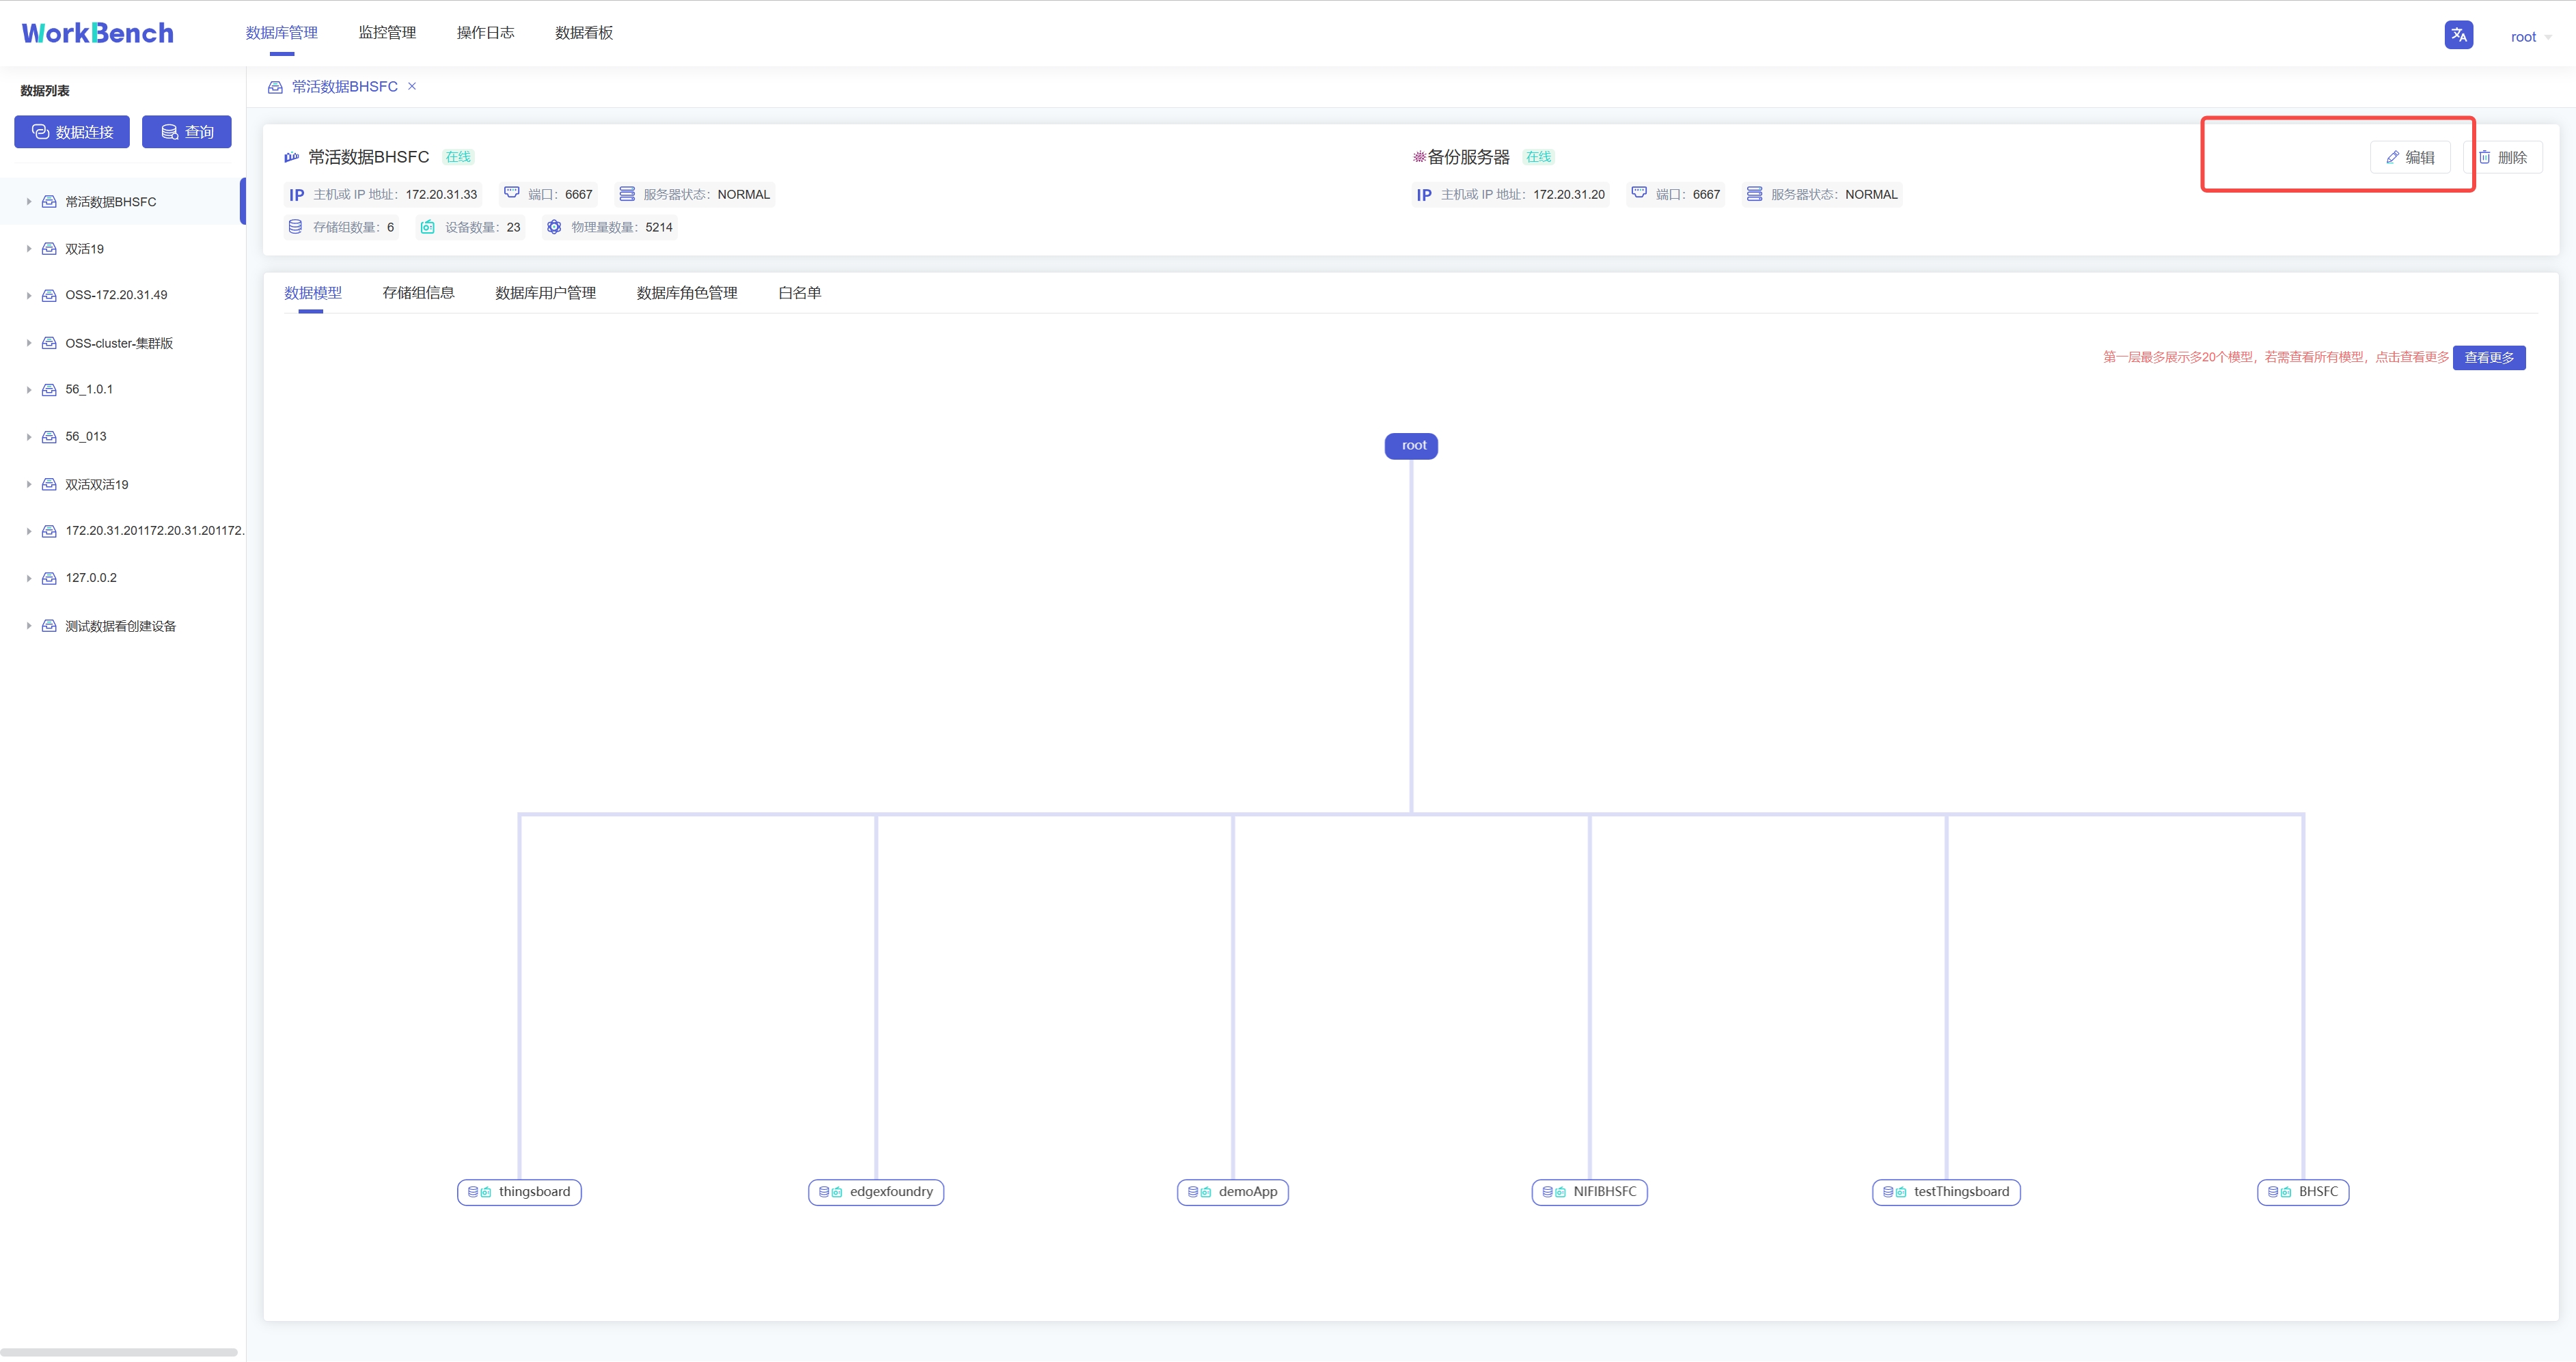 WorkBench
数据库管理 监控管理 操作日志 数据看板
root
数据列表
数据连接 查询
常活数据BHSFC
双活19
OSS-172.20.31.49
OSS-cluster-集群版
56_1.0.1
56_013
双活双活19
172.20.31.201172.20.31.201172.
127.0.0.2
测试数据看创建设备
常活数据BHSFC ×
常活数据BHSFC 在线
IP 主机或 IP 地址：172.20.31.33 端口：6667 服务器状态：NORMAL
存储组数量：6 设备数量：23 物理量数量：5214
备份服务器 在线
IP 主机或 IP 地址：172.20.31.20 端口：6667 服务器状态：NORMAL
编辑 删除
数据模型 存储组信息 数据库用户管理 数据库角色管理 白名单
第一层最多展示多20个模型，若需查看所有模型，点击查看更多 查看更多
root
thingsboard edgexfoundry demoApp NIFIBHSFC testThingsboard BHSFC